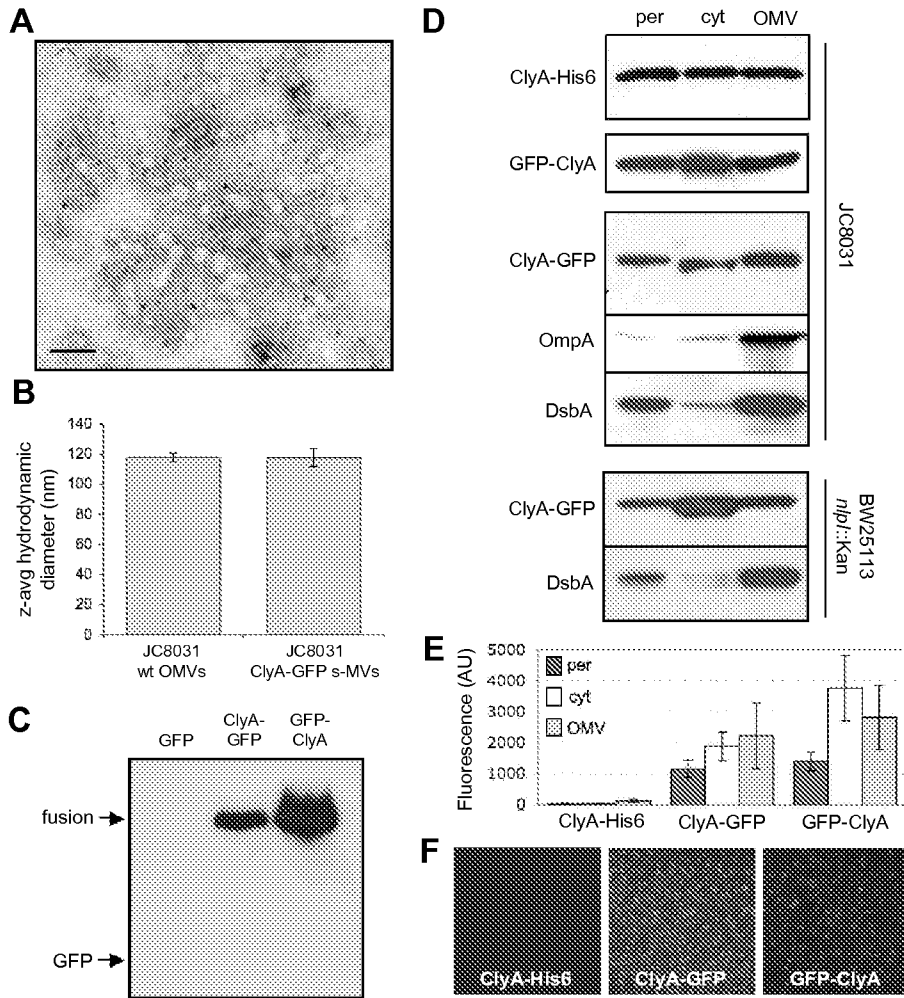 A
B
z-avg hydrodynamic
diameter (nm)
140
120
100
80
60
40
20
0
JC8031
wt OMVs
JC8031
ClyA-GFP s-MVs
C
GFP
ClyA-
GFP
GFP-
ClyA
fusion
GFP
D
per cyt OMV
ClyA-His6
GFP-ClyA
ClyA-GFP
OmpA
DsbA
JC8031
ClyA-GFP
DsbA
BW25113
nlpI::Kan
E
Fluorescence (AU)
5000
4000
3000
2000
1000
0
per
cyt
OMV
ClyA-His6 ClyA-GFP GFP-ClyA
F
ClyA-His6 ClyA-GFP GFP-ClyA